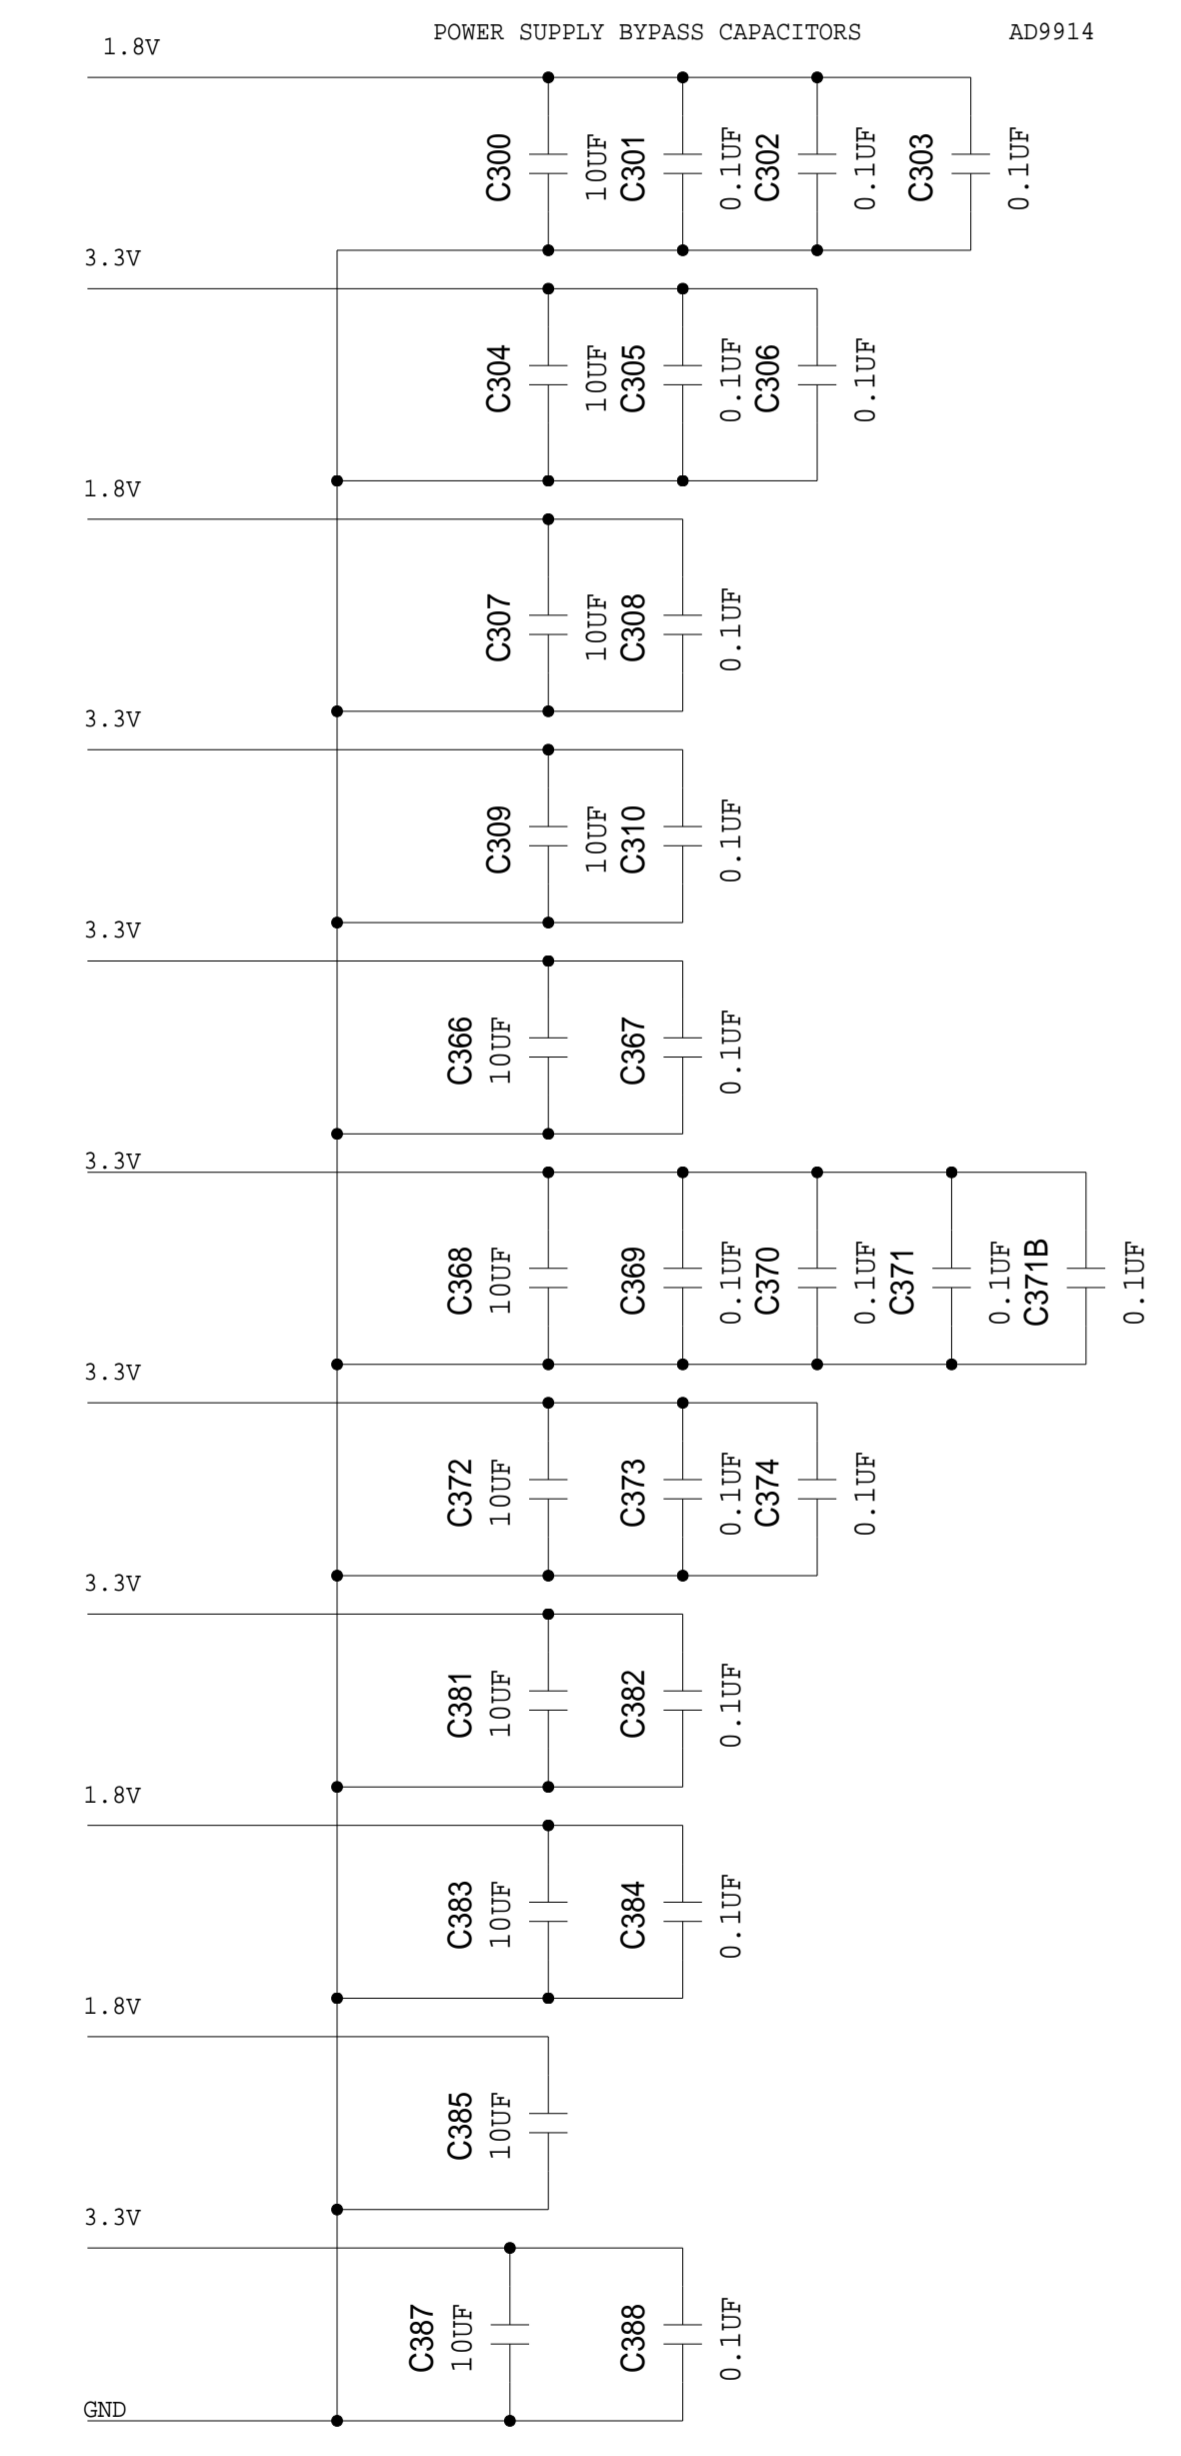 POWER SUPPLY BYPASS CAPACITORS
AD9914
1.8V
C300
10UF
C301
0.1UF
C302
0.1UF
C303
0.1UF
3.3V
C304
10UF
C305
0.1UF
C306
0.1UF
1.8V
C307
10UF
C308
0.1UF
3.3V
C309
10UF
C310
0.1UF
3.3V
C366
10UF
C367
0.1UF
3.3V
C368
10UF
C369
0.1UF
C370
0.1UF
C371
0.1UF
C371B
0.1UF
3.3V
C372
10UF
C373
0.1UF
C374
0.1UF
3.3V
C381
10UF
C382
0.1UF
1.8V
C383
10UF
C384
0.1UF
1.8V
C385
10UF
3.3V
C387
10UF
C388
0.1UF
GND